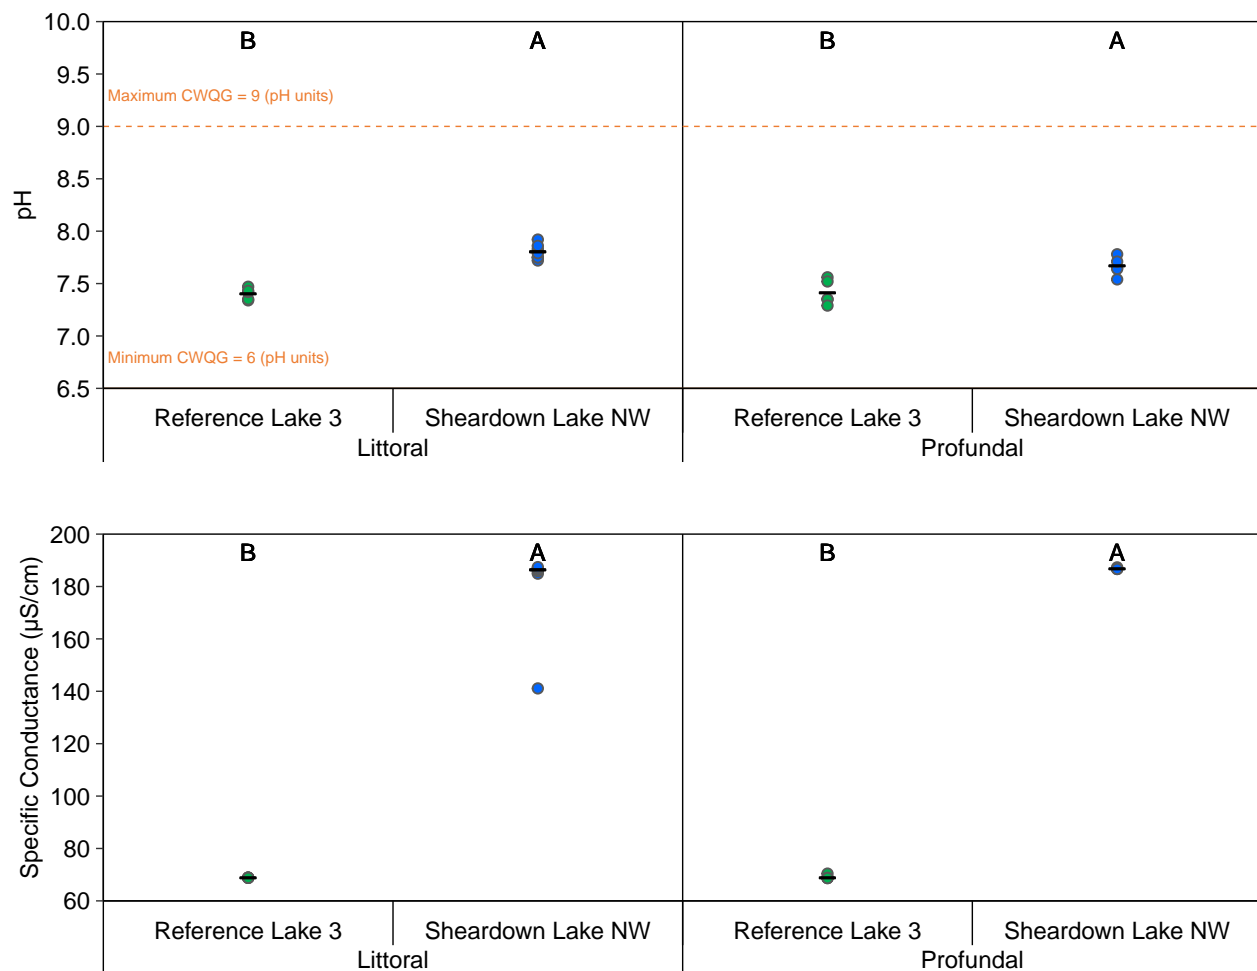 10.0
B A B A
9.5
Maximum CWQG = 9 (pH units)
9.0
8.5
pH
8.0
7.5
7.0
Minimum CWQG = 6 (pH units)
6.5
Reference Lake 3 Sheardown Lake NW Reference Lake 3 Sheardown Lake NW
Littoral Profundal
200
B A B A
180
160
140
Specific Conductance (µS/cm)
120
100
80
60
Reference Lake 3 Sheardown Lake NW Reference Lake 3 Sheardown Lake NW
Littoral Profundal